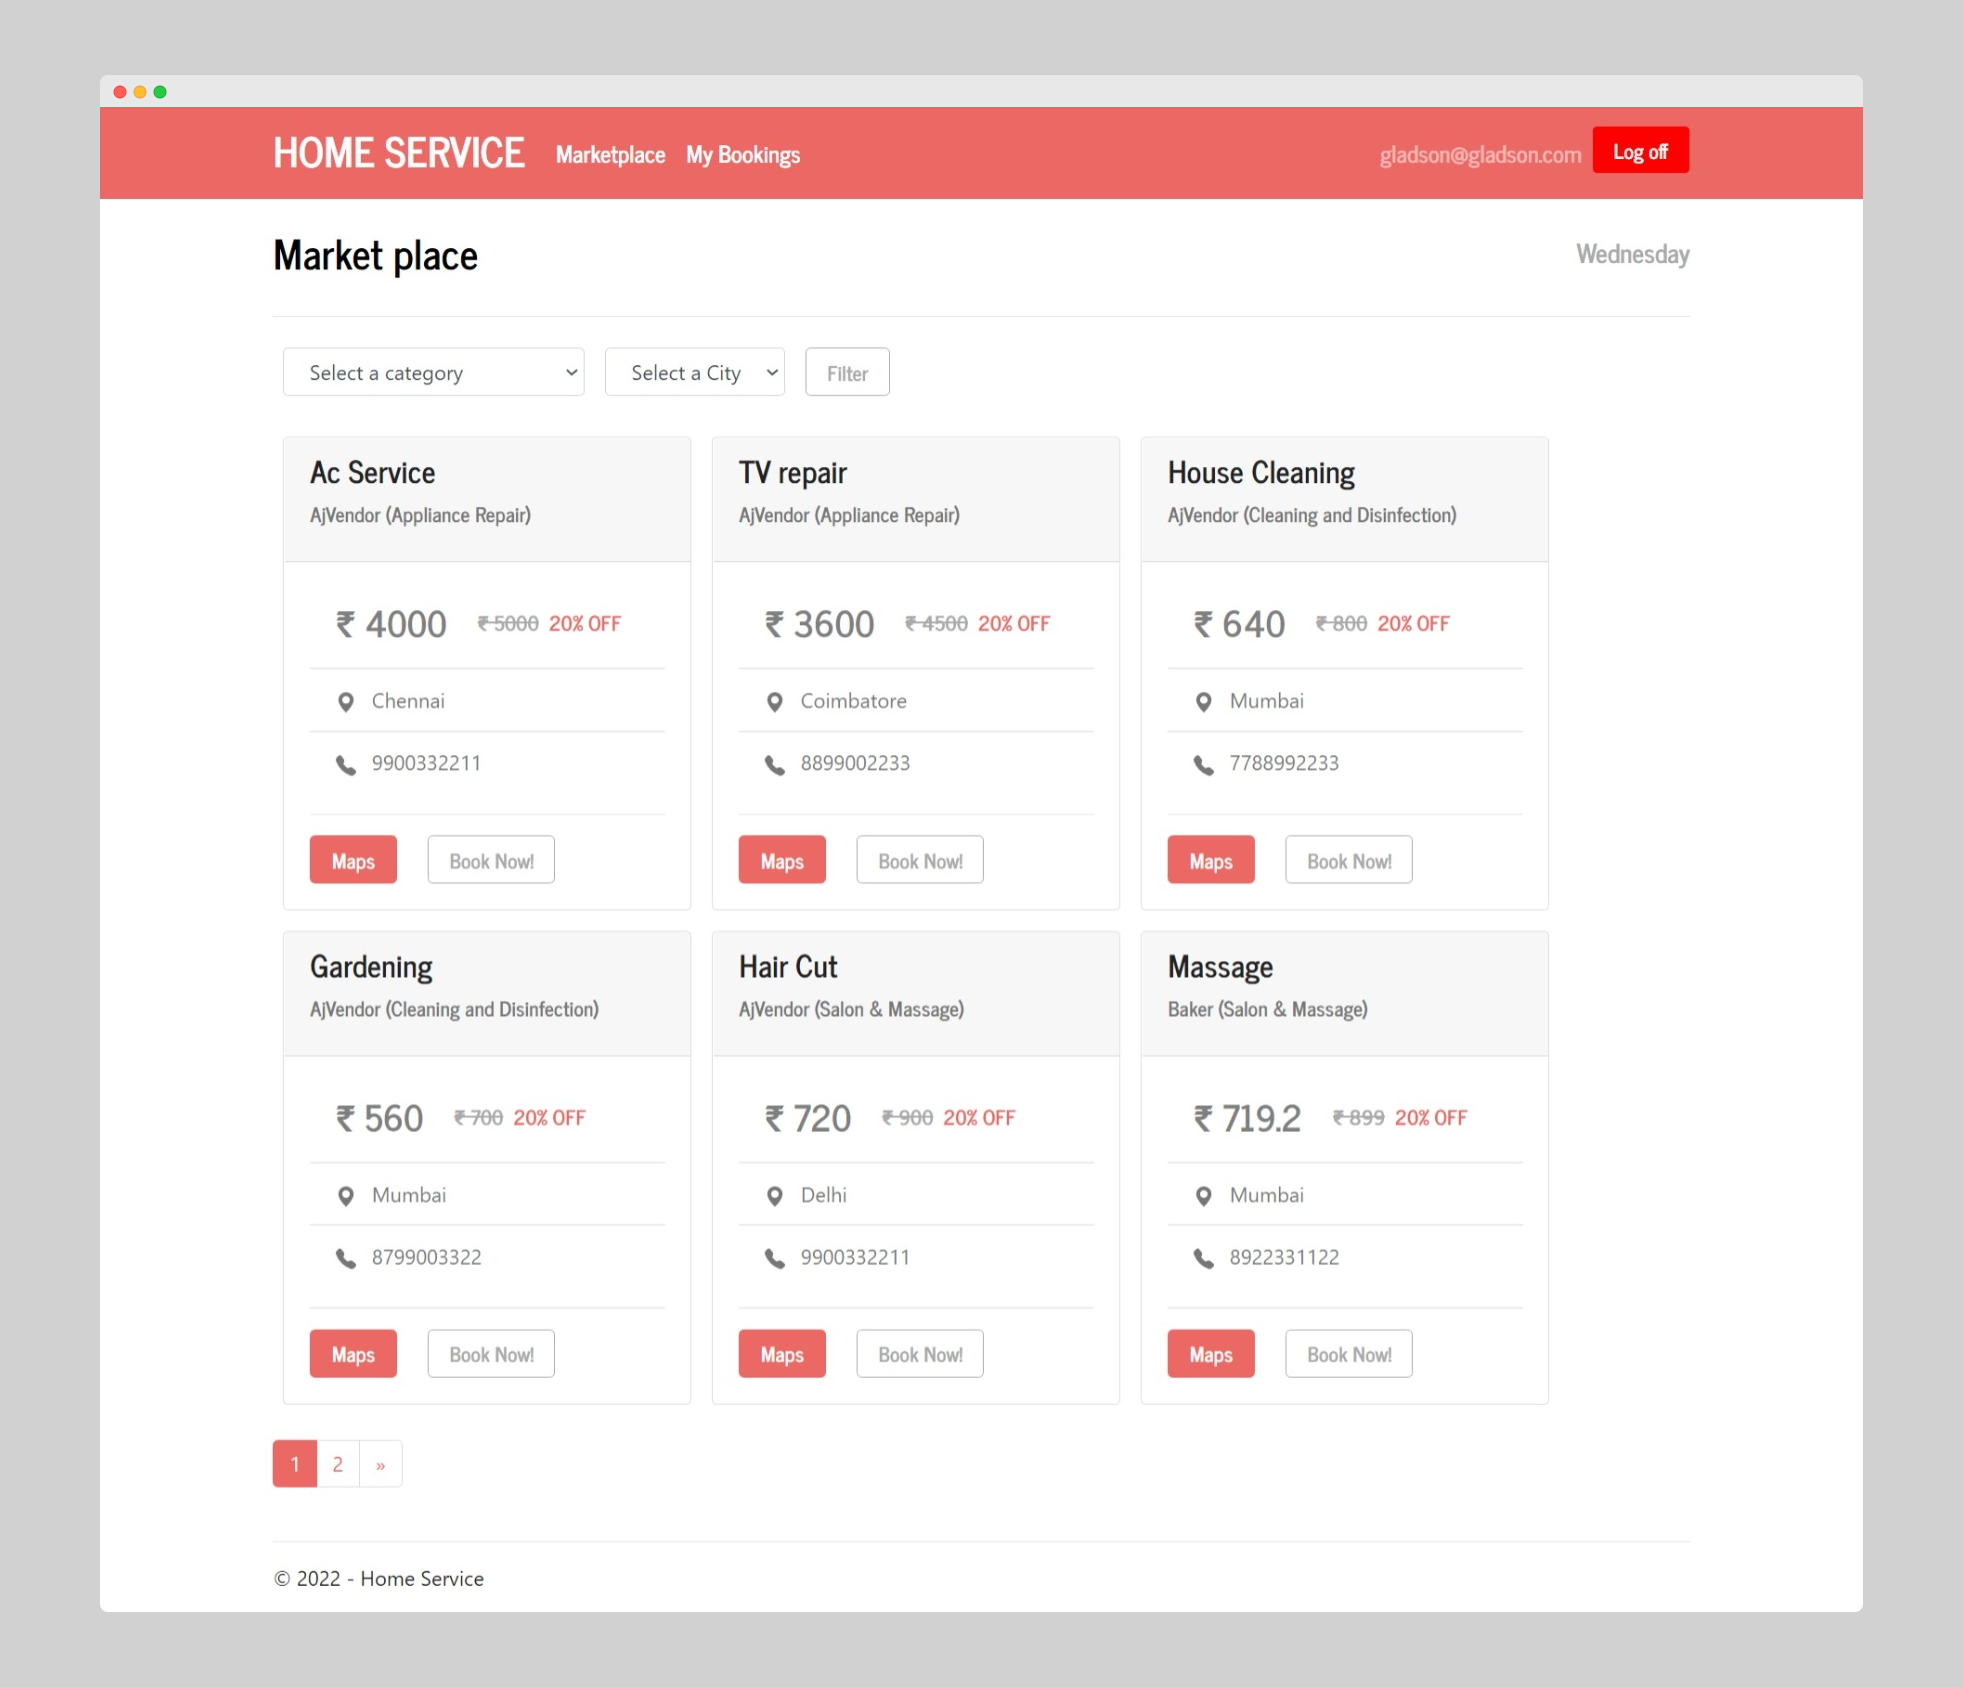 HOME SERVICE Marketplace My Bookings gladson@gladson.com Log off
Market place Wednesday
Select a category Select a City Filter
Ac Service
AjVendor (Appliance Repair)
₹ 4000 ₹ 5000 20% OFF
Chennai
9900332211
Maps Book Now!
TV repair
AjVendor (Appliance Repair)
₹ 3600 ₹ 4500 20% OFF
Coimbatore
8899002233
Maps Book Now!
House Cleaning
AjVendor (Cleaning and Disinfection)
₹ 640 ₹ 800 20% OFF
Mumbai
7788992233
Maps Book Now!
Gardening
AjVendor (Cleaning and Disinfection)
₹ 560 ₹ 700 20% OFF
Mumbai
8799003322
Maps Book Now!
Hair Cut
AjVendor (Salon & Massage)
₹ 720 ₹ 900 20% OFF
Delhi
9900332211
Maps Book Now!
Massage
Baker (Salon & Massage)
₹ 719.2 ₹ 899 20% OFF
Mumbai
8922331122
Maps Book Now!
1 2 »
© 2022 - Home Service